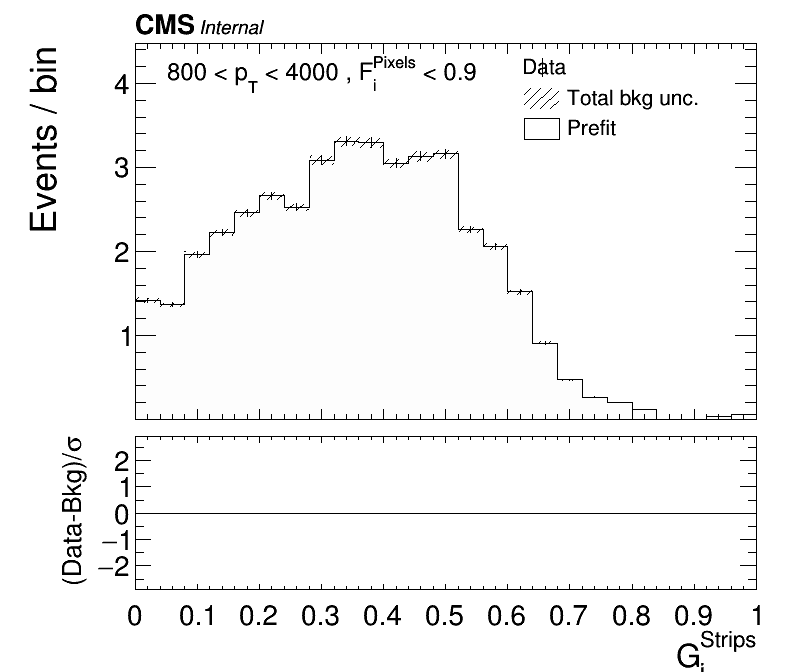 CMS Internal
800 < p_T < 4000 , F_i^Pixels < 0.9
Data
Total bkg unc.
Prefit
Events / bin
4
3
2
1
(Data-Bkg)/σ
2
1
0
−1
−2
0 0.1 0.2 0.3 0.4 0.5 0.6 0.7 0.8 0.9 1
G_i^Strips